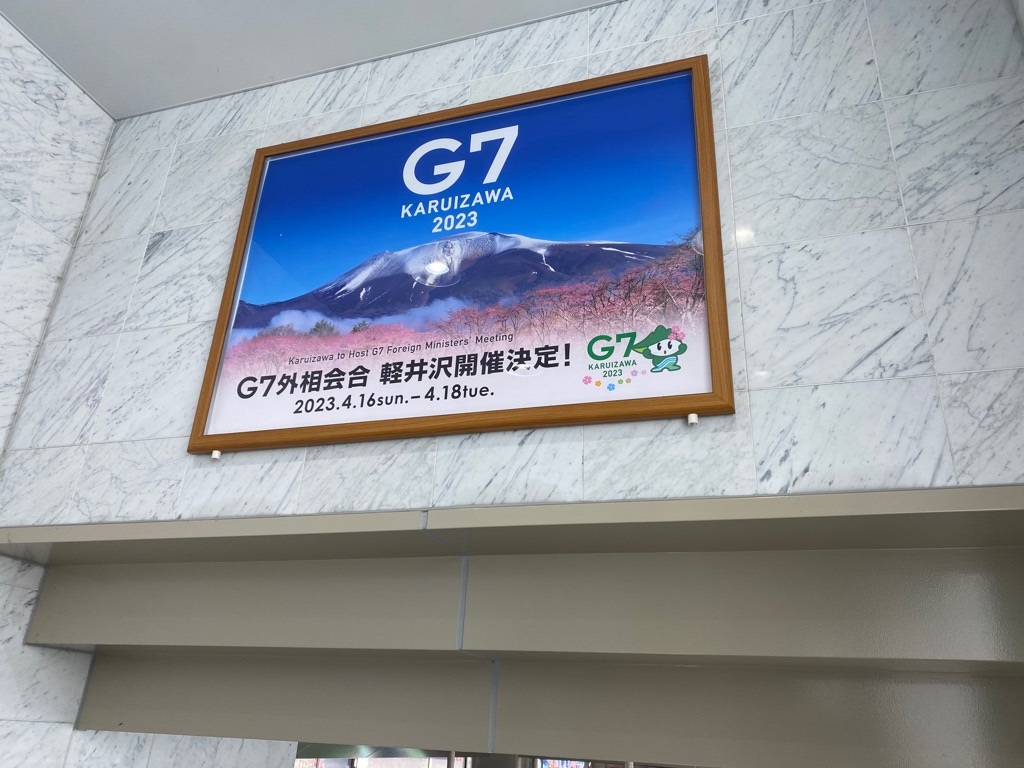 G7
KARUIZAWA
2023
Karuizawa to Host G7 Foreign Ministers' Meeting
G7外相会合 軽井沢開催決定!
2023.4.16sun.–4.18tue.
G7
KARUIZAWA
2023